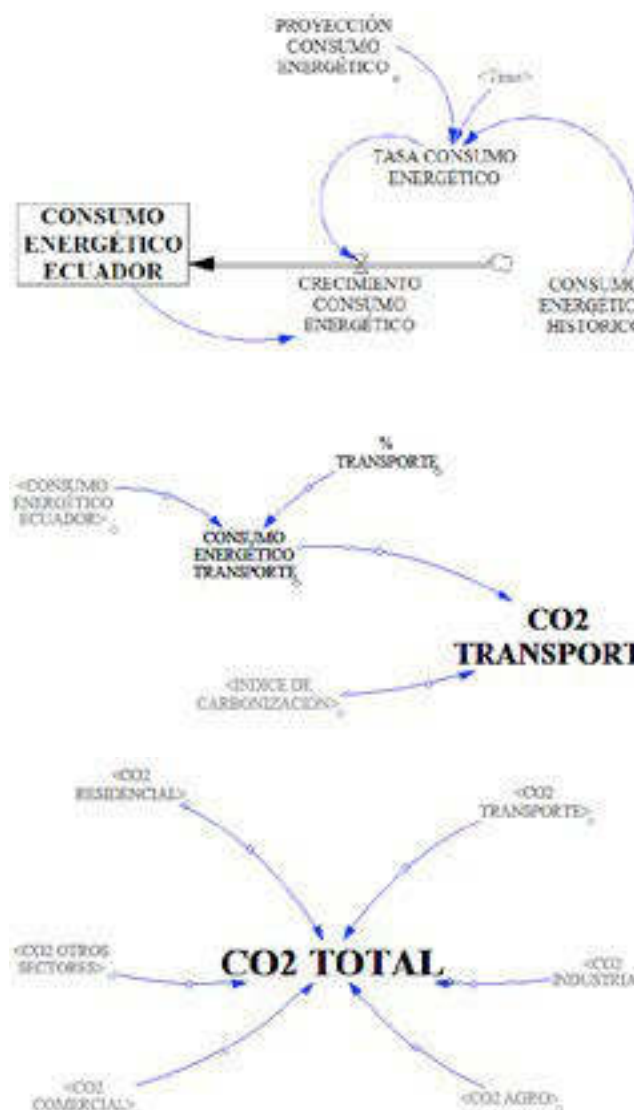 PROYECCIÓN
CONSUMO
ENERGÉTICO
<Time>
TASA CONSUMO
ENERGÉTICO
CONSUMO
ENERGÉTICO
ECUADOR
CRECIMIENTO
CONSUMO
ENERGÉTICO
CONSUMO
ENERGÉTIC
HISTÓRICO
%
TRANSPORTE
<CONSUMO
ENERGÉTICO
ECUADOR>
CONSUMO
ENERGÉTICO
TRANSPORTE
CO2
TRANSPORT
<INDICE DE
CARBONIZACIÓN>
<CO2
RESIDENCIAL>
<CO2
TRANSPORTE>
<CO2 OTROS
SECTORES>
CO2 TOTAL
<CO2
INDUSTRIA
<CO2
COMERCIAL>
<CO2 AGRO>